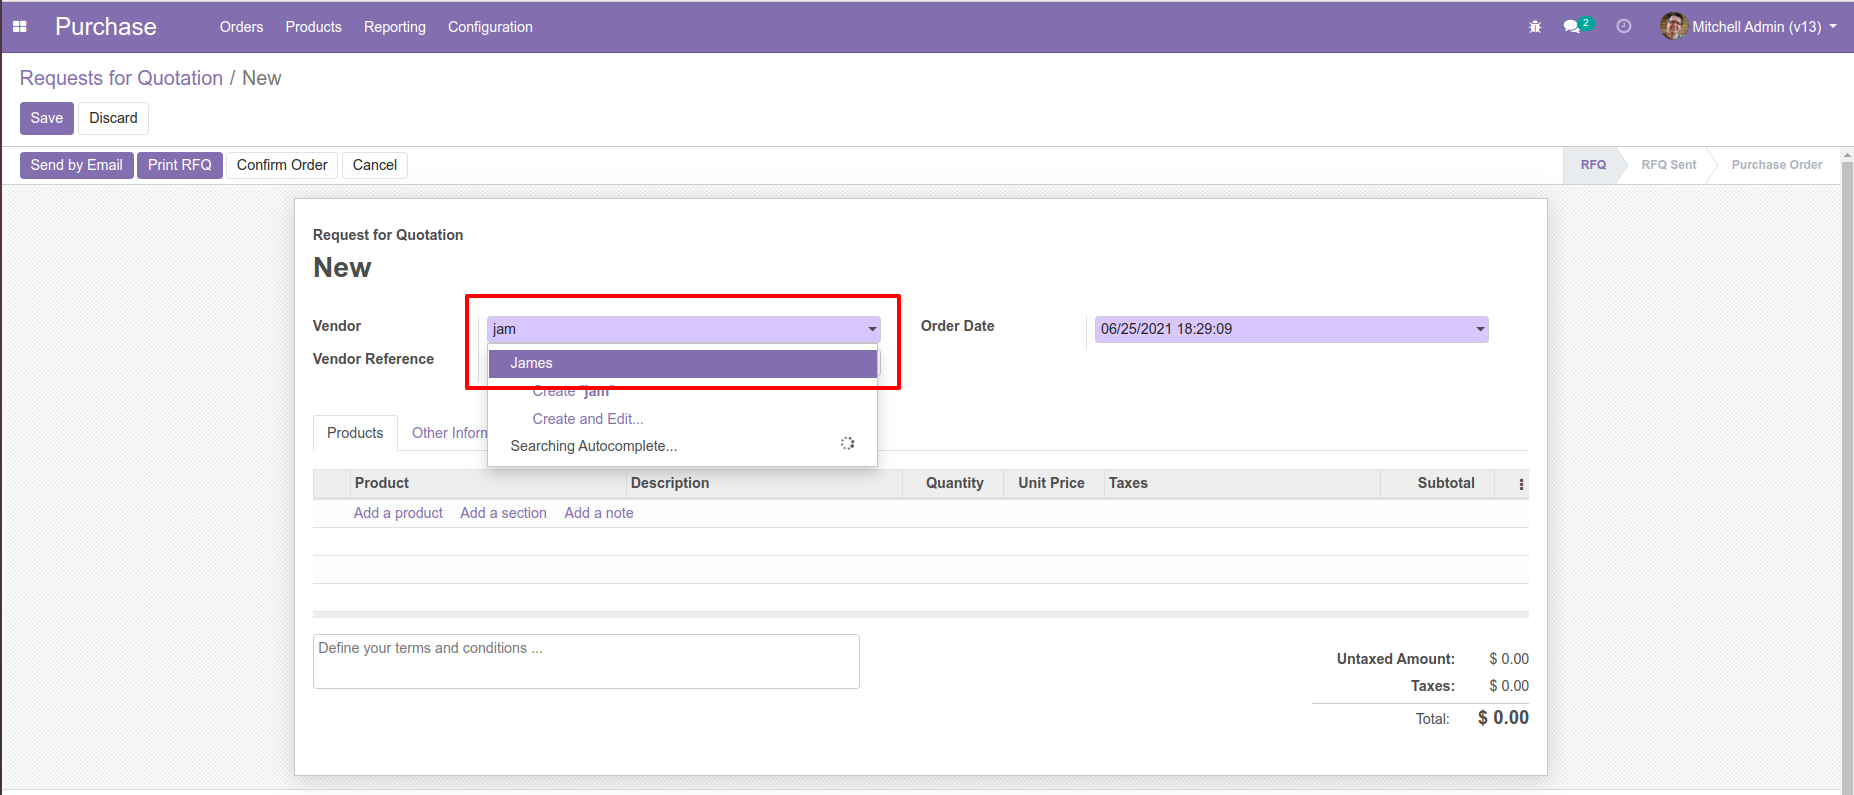 Purchase Orders Products Reporting Configuration 2 Mitchell Admin (v13)
Requests for Quotation / New
Save Discard
Send by Email Print RFQ Confirm Order Cancel RFQ RFQ Sent Purchase Order
Request for Quotation
New
Vendor jam Order Date 06/25/2021 18:29:09
Vendor Reference James
Create "jam"
Create and Edit...
Products Other Inform
Searching Autocomplete...
Product Description Quantity Unit Price Taxes Subtotal
Add a product Add a section Add a note
Define your terms and conditions ...
Untaxed Amount: $ 0.00
Taxes: $ 0.00
Total: $ 0.00